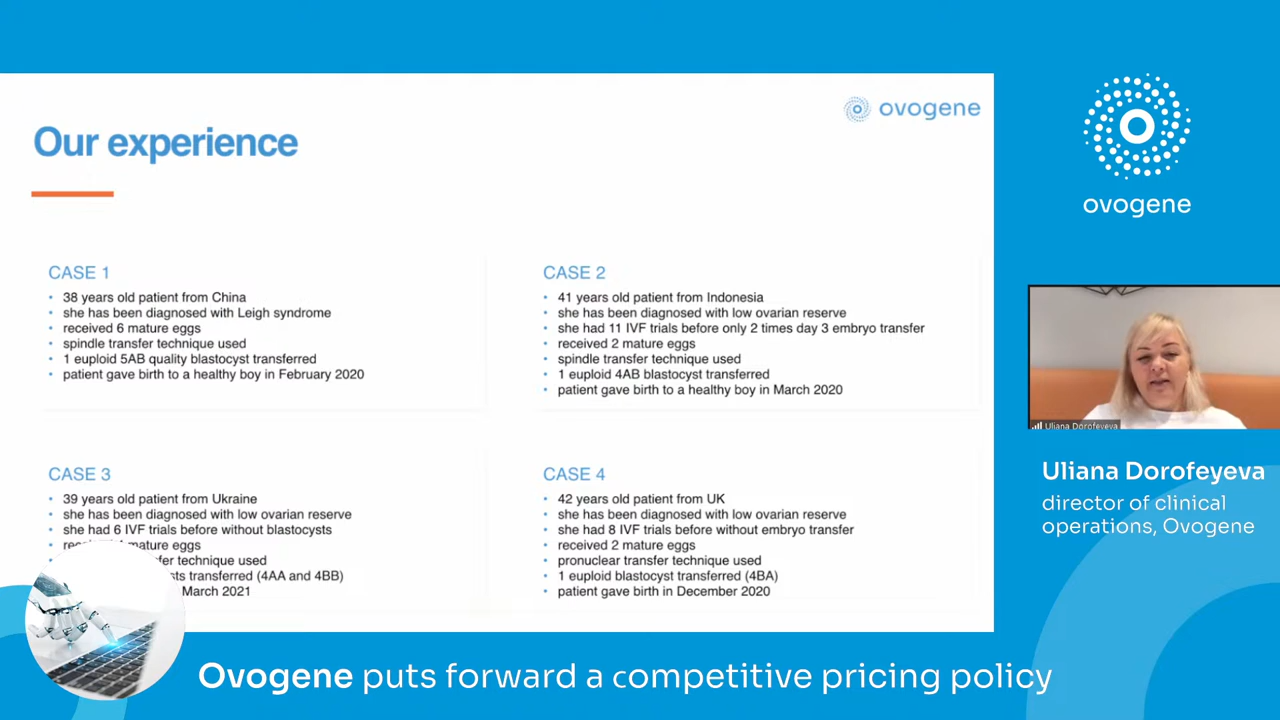 ovogene
Our experience
CASE 1
• 38 years old patient from China
• she has been diagnosed with Leigh syndrome
• received 6 mature eggs
• spindle transfer technique used
• 1 euploid 5AB quality blastocyst transferred
• patient gave birth to a healthy boy in February 2020
CASE 2
• 41 years old patient from Indonesia
• she has been diagnosed with low ovarian reserve
• she had 11 IVF trials before only 2 times day 3 embryo transfer
• received 2 mature eggs
• spindle transfer technique used
• 1 euploid 4AB blastocyst transferred
• patient gave birth to a healthy boy in March 2020
CASE 3
• 39 years old patient from Ukraine
• she has been diagnosed with low ovarian reserve
• she had 6 IVF trials before without blastocysts
mature eggs
technique used
transferred (4AA and 4BB)
March 2021
CASE 4
• 42 years old patient from UK
• she has been diagnosed with low ovarian reserve
• she had 8 IVF trials before without embryo transfer
• received 2 mature eggs
• pronuclear transfer technique used
• 1 euploid blastocyst transferred (4BA)
• patient gave birth in December 2020
ovogene
Uliana Dorofeyeva
Uliana Dorofeyeva
director of clinical
operations, Ovogene
Ovogene puts forward a competitive pricing policy